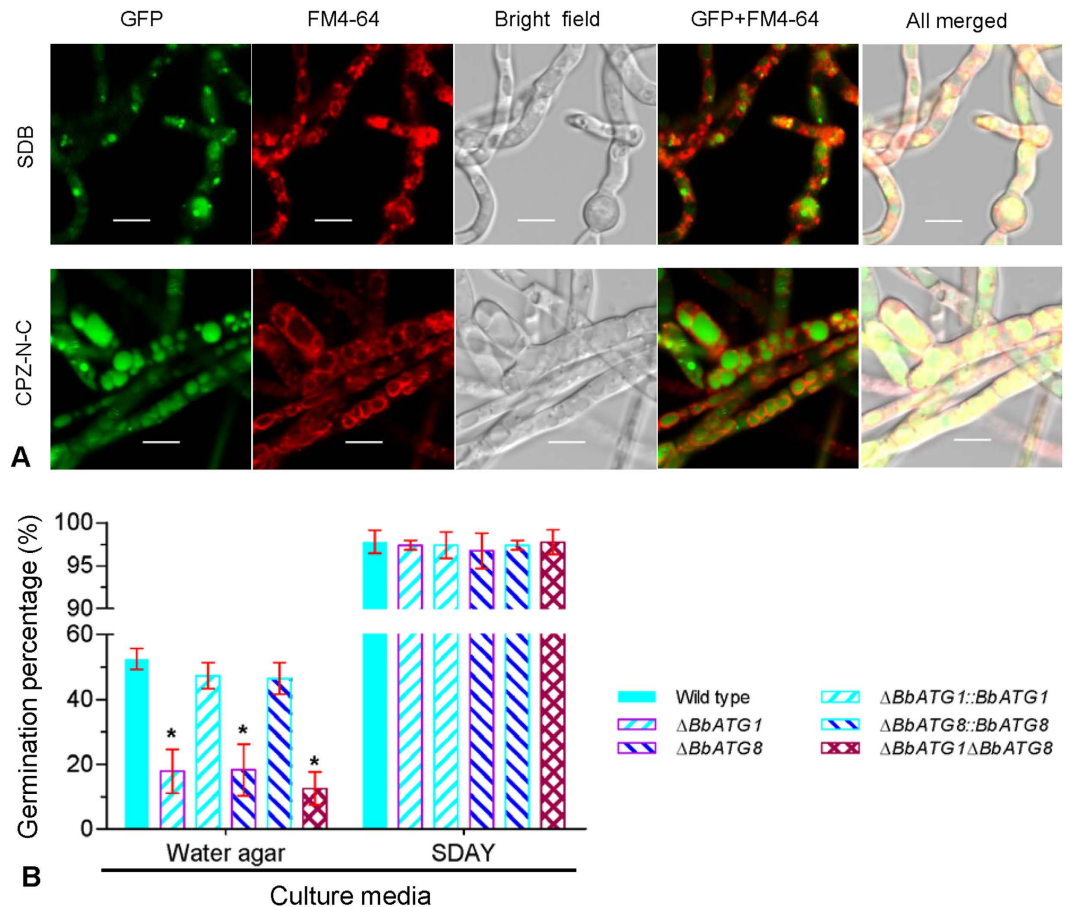 GFP FM4-64 Bright field GFP+FM4-64 All merged
SDB
CPZ-N-C
A
Germination percentage (%)
100
95
90
60
40
20
0
* * *
Water agar SDAY
Culture media
B
Wild type ΔBbATG1::BbATG1
ΔBbATG1 ΔBbATG8::BbATG8
ΔBbATG8 ΔBbATG1ΔBbATG8